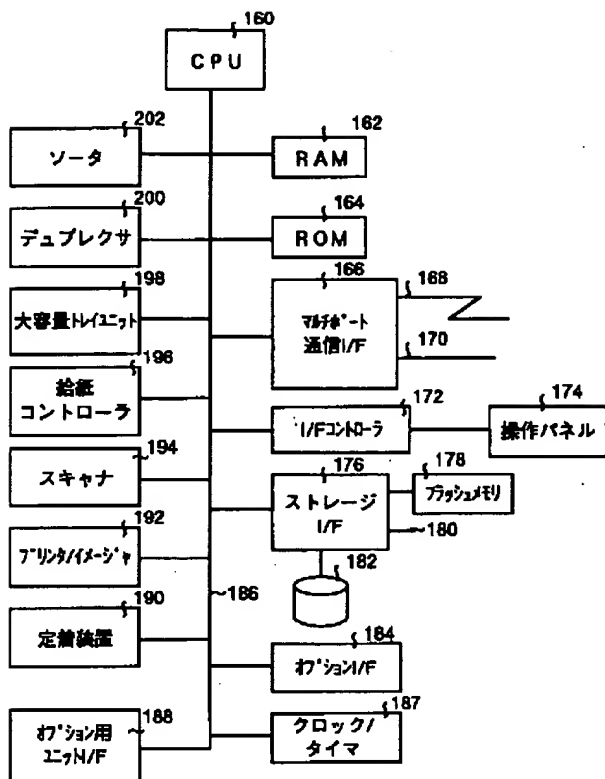 160
CPU
202
ソータ
162
RAM
200
デュプレクサ
164
ROM
198
大容量トレイユニット
166
マルチポート
通信I/F
168
170
196
給紙
コントローラ
172
I/Fコントローラ
174
操作パネル
194
スキャナ
176
ストレージ
I/F
178
フラッシュメモリ
180
182
192
プリンタ/イメージャ
186
190
定着装置
184
オプションI/F
188
オプション用
ユニットI/F
187
クロック/
タイマ